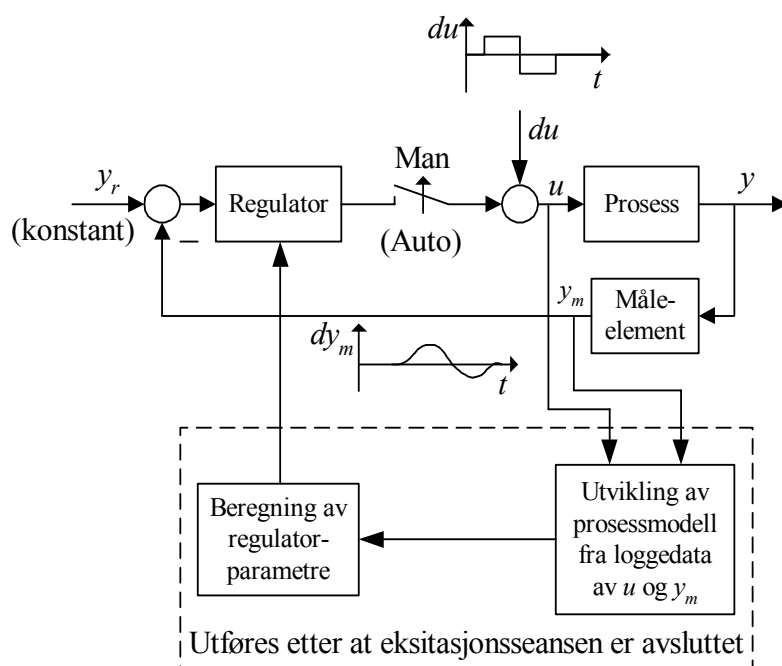 du
t
du
Man
y_r
Regulator
u
Prosess
y
(konstant)
(Auto)
−
y_m
Måle-
element
dy_m
t
Beregning av
regulator-
parametre
Utvikling av
prosessmodell
fra loggedata
av u og y_m
Utføres etter at eksitasjonsseansen er avsluttet